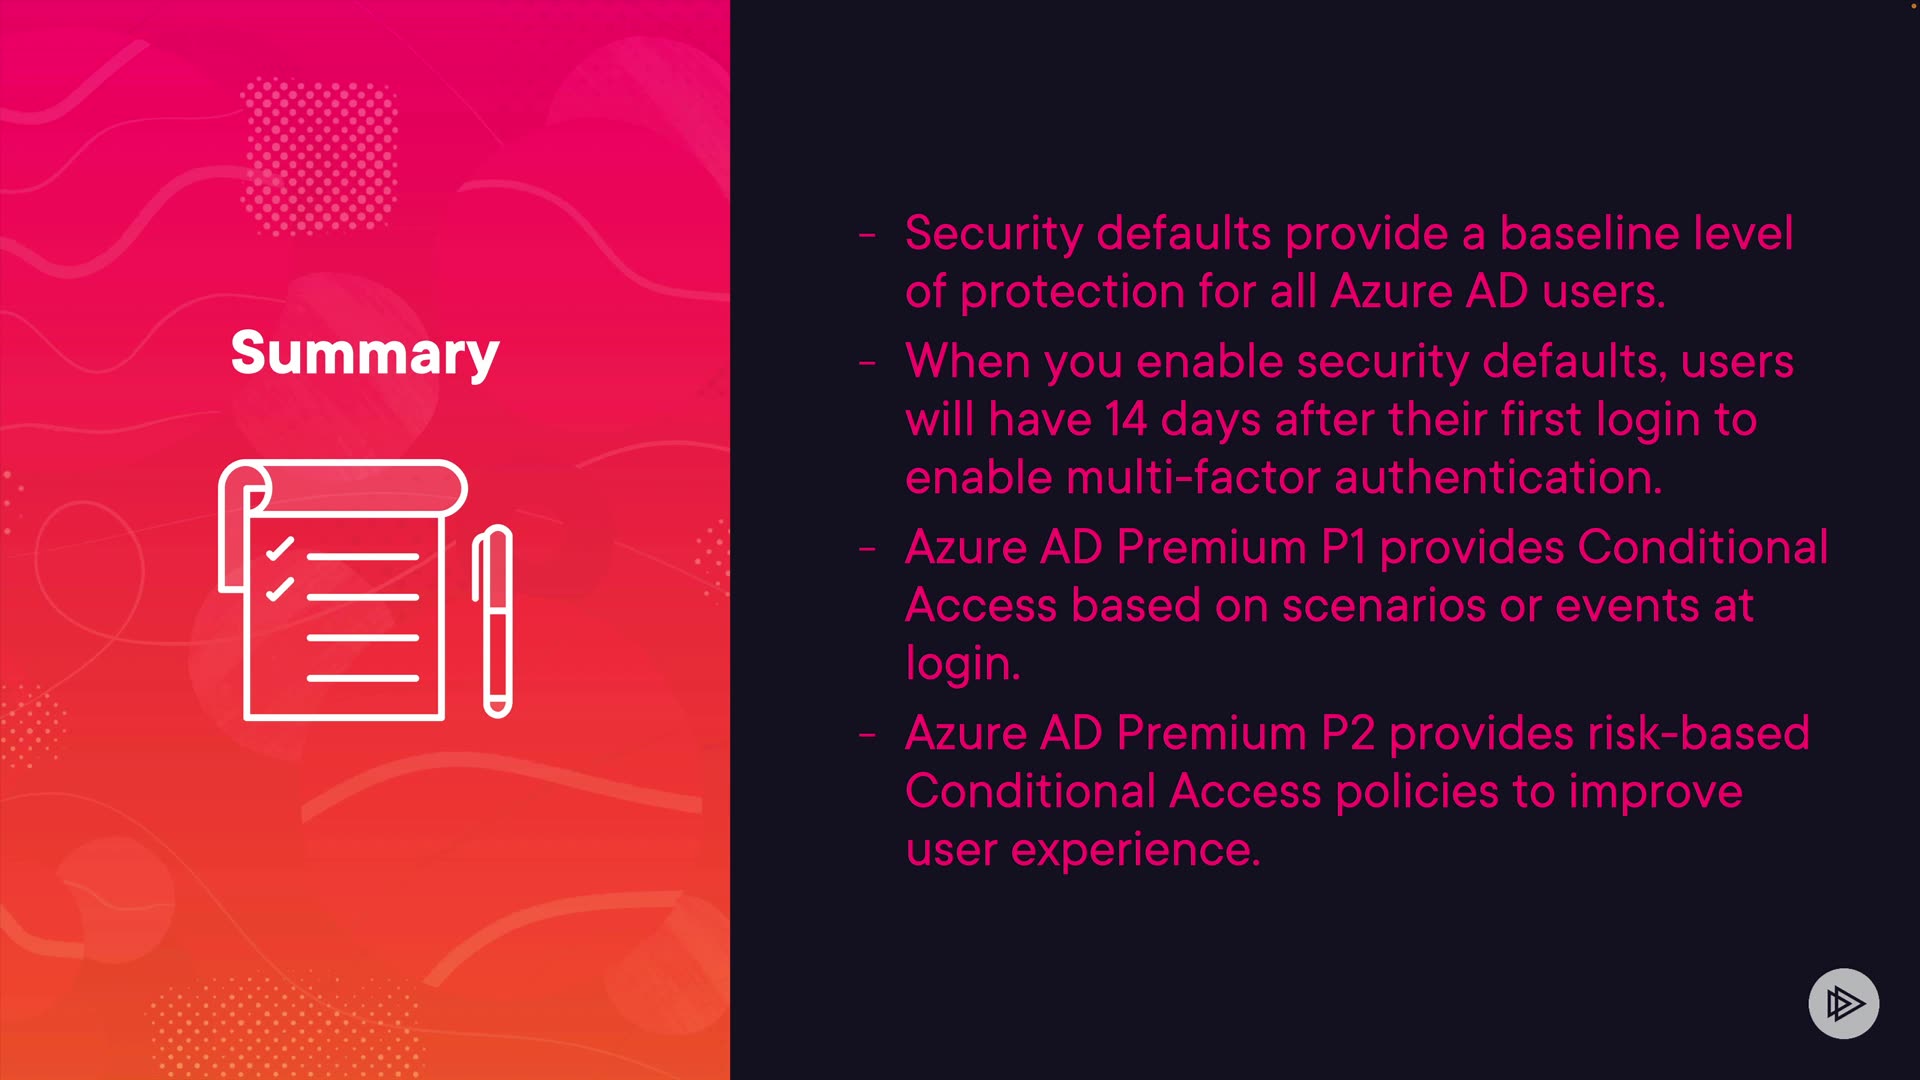 Summary
- Security defaults provide a baseline level
of protection for all Azure AD users.
- When you enable security defaults, users
will have 14 days after their first login to
enable multi-factor authentication.
- Azure AD Premium P1 provides Conditional
Access based on scenarios or events at
login.
- Azure AD Premium P2 provides risk-based
Conditional Access policies to improve
user experience.